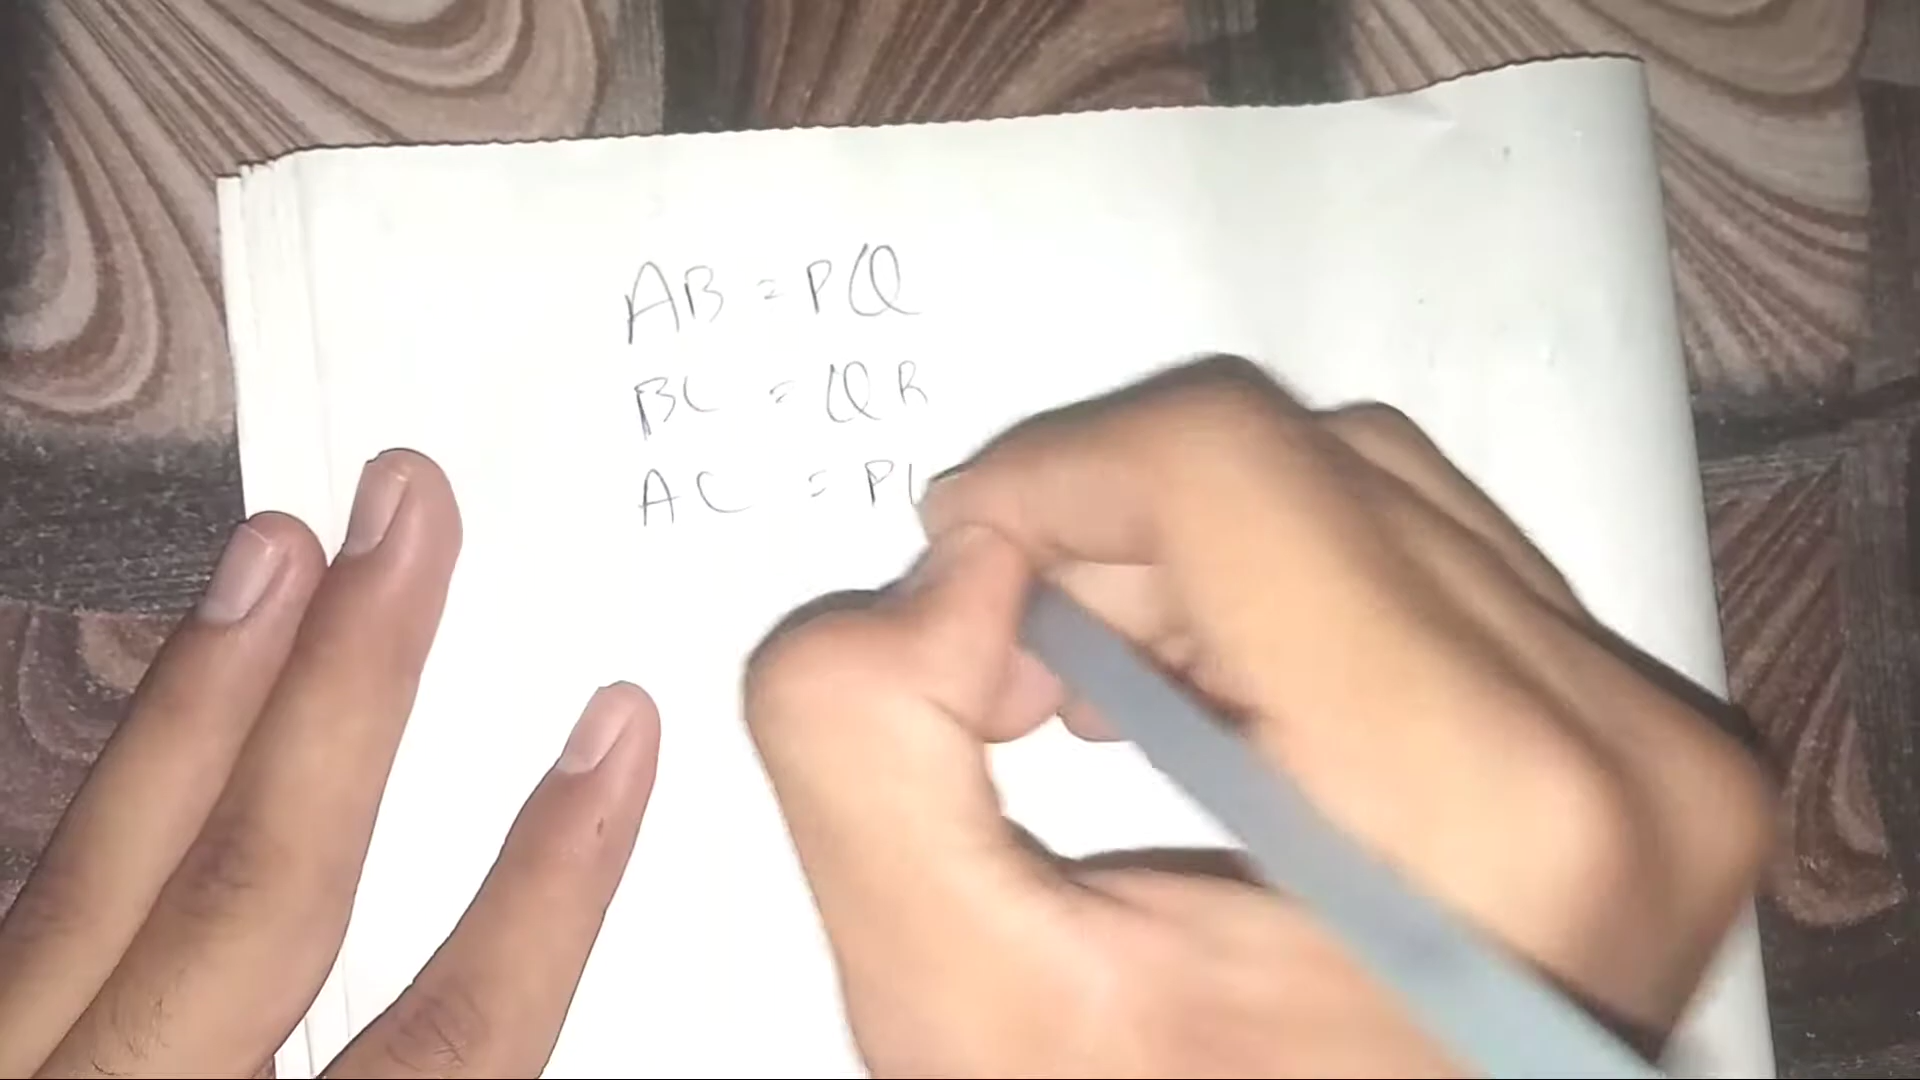 AB = PQ
BC = QR
AC = P